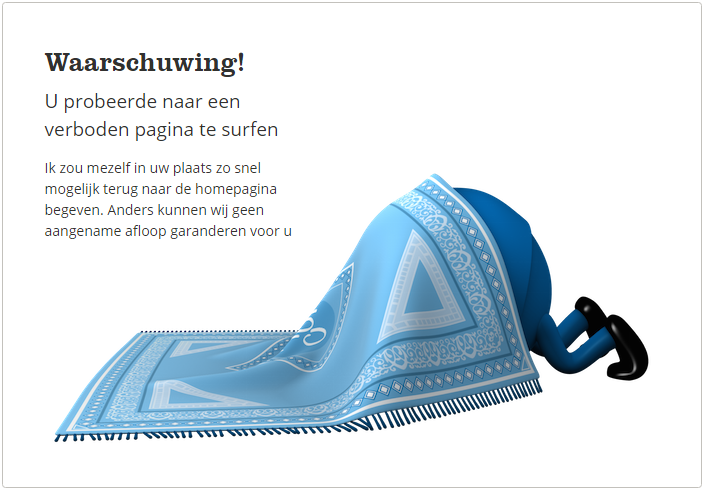 Waarschuwing!
U probeerde naar een
verboden pagina te surfen
Ik zou mezelf in uw plaats zo snel
mogelijk terug naar de homepagina
begeven. Anders kunnen wij geen
aangename afloop garanderen voor u